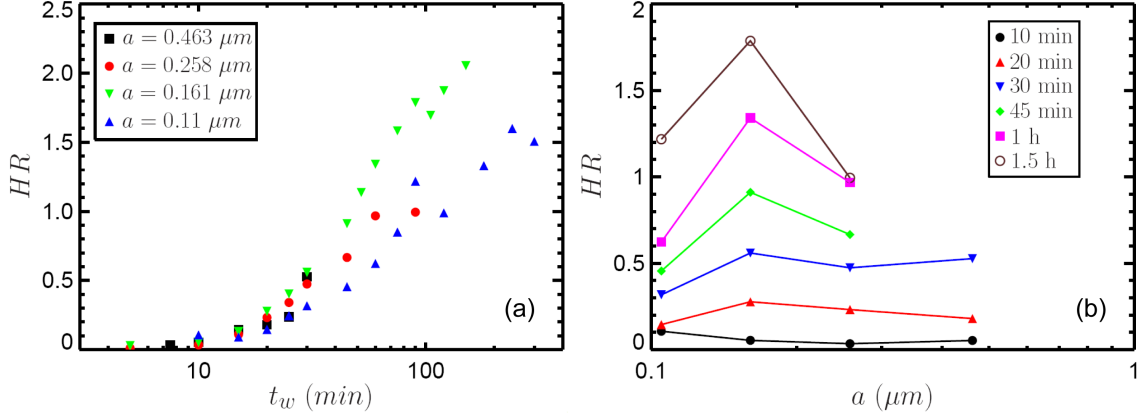 2.5
2.0
1.5
1.0
0.5
0
HR
a = 0.463 μm
a = 0.258 μm
a = 0.161 μm
a = 0.11 μm
(a)
10
100
t_w (min)
2
1.5
1
0.5
0
HR
10 min
20 min
30 min
45 min
1 h
1.5 h
(b)
0.1
1
a (μm)